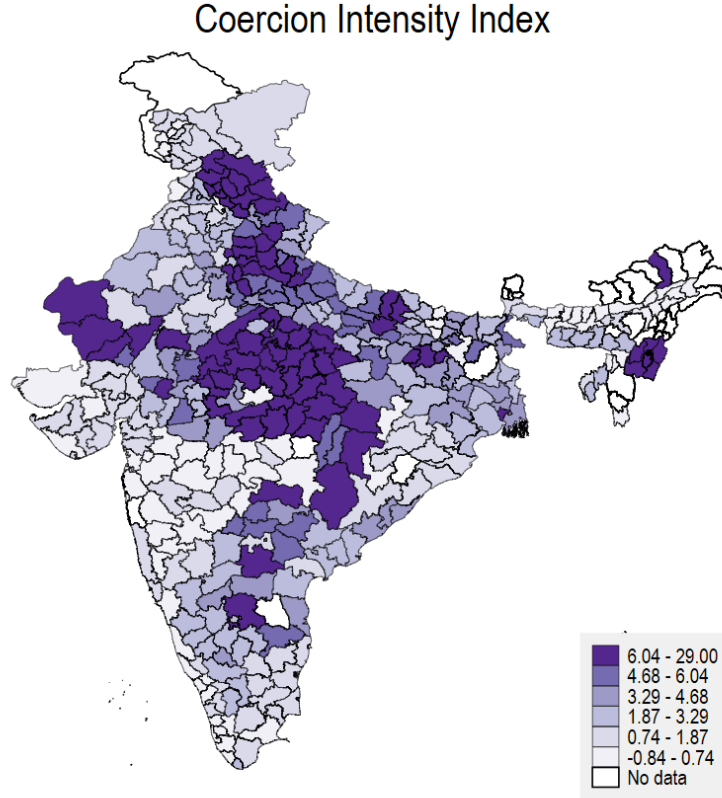 Coercion Intensity Index
6.04 - 29.00
4.68 - 6.04
3.29 - 4.68
1.87 - 3.29
0.74 - 1.87
-0.84 - 0.74
No data